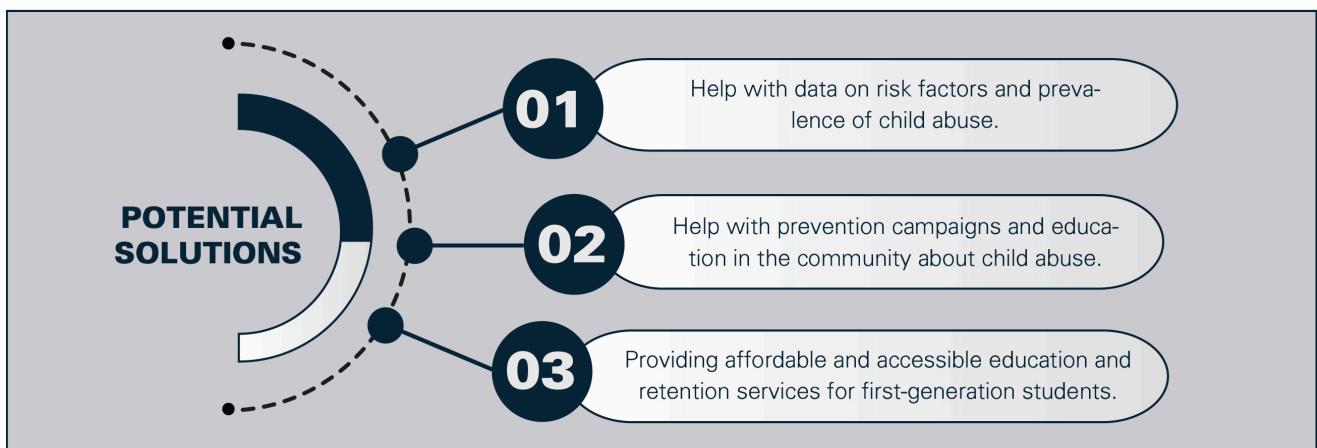 POTENTIAL
SOLUTIONS
01
Help with data on risk factors and preva-
lence of child abuse.
02
Help with prevention campaigns and educa-
tion in the community about child abuse.
03
Providing affordable and accessible education and
retention services for first-generation students.